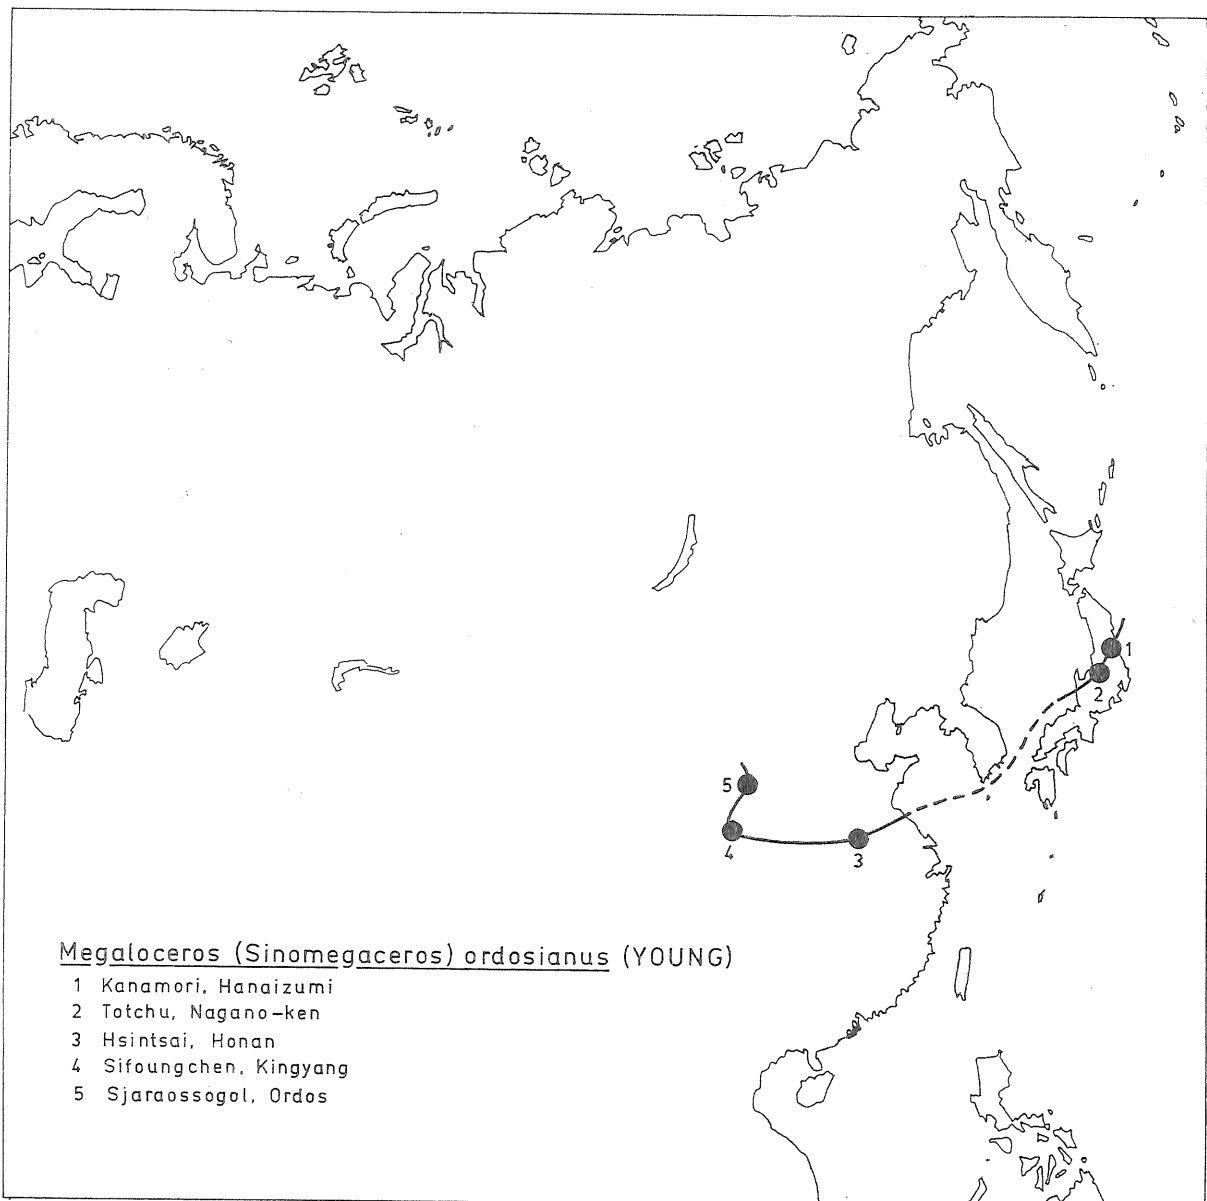 1
2
5
4
3
Megaloceros (Sinomegaceros) ordosianus (YOUNG)
1 Kanamori, Hanaizumi
2 Totchu, Nagano-ken
3 Hsintsai, Honan
4 Sifoungchen, Kingyang
5 Sjaraossogol, Ordos